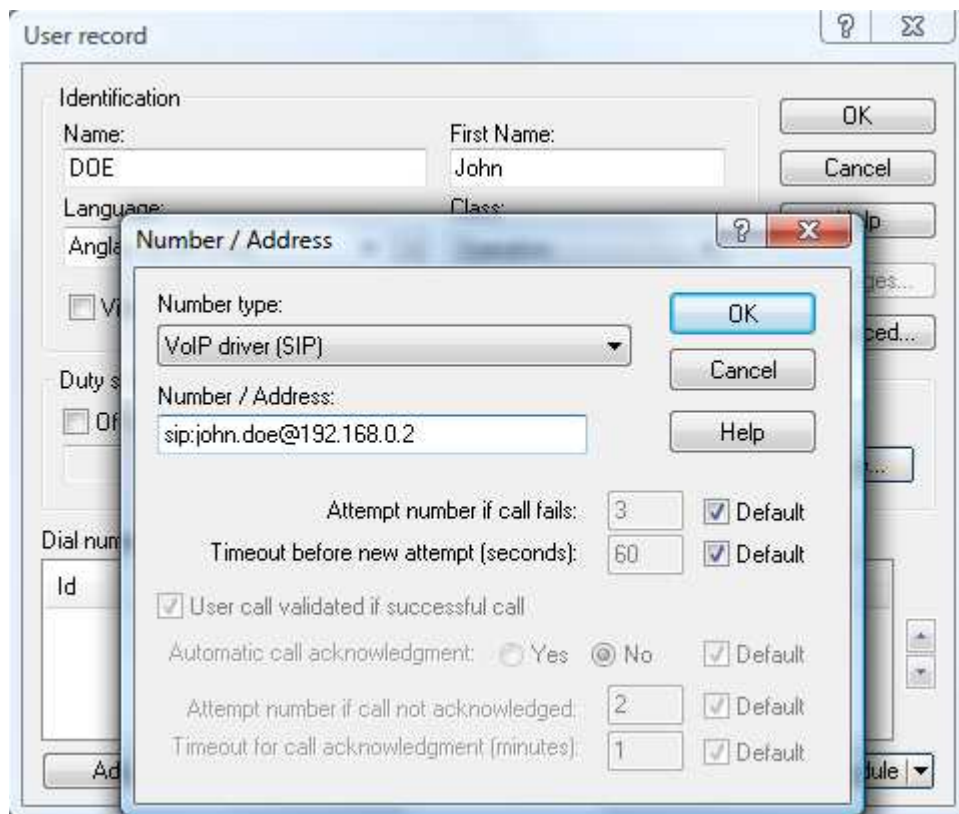 User record
Identification
Name: First Name:
DOE John
OK
Cancel
Language: Class:
Number / Address
Number type:
VoIP driver (SIP)
OK
Number / Address:
Cancel
sip:john.doe@192.168.0.2
Help
Attempt number if call fails: 3 Default
Timeout before new attempt (seconds): 60 Default
Dial num
Id
User call validated if successful call
Automatic call acknowledgment: Yes No Default
Attempt number if call not acknowledged: 2 Default
Timeout for call acknowledgment (minutes): 1 Default